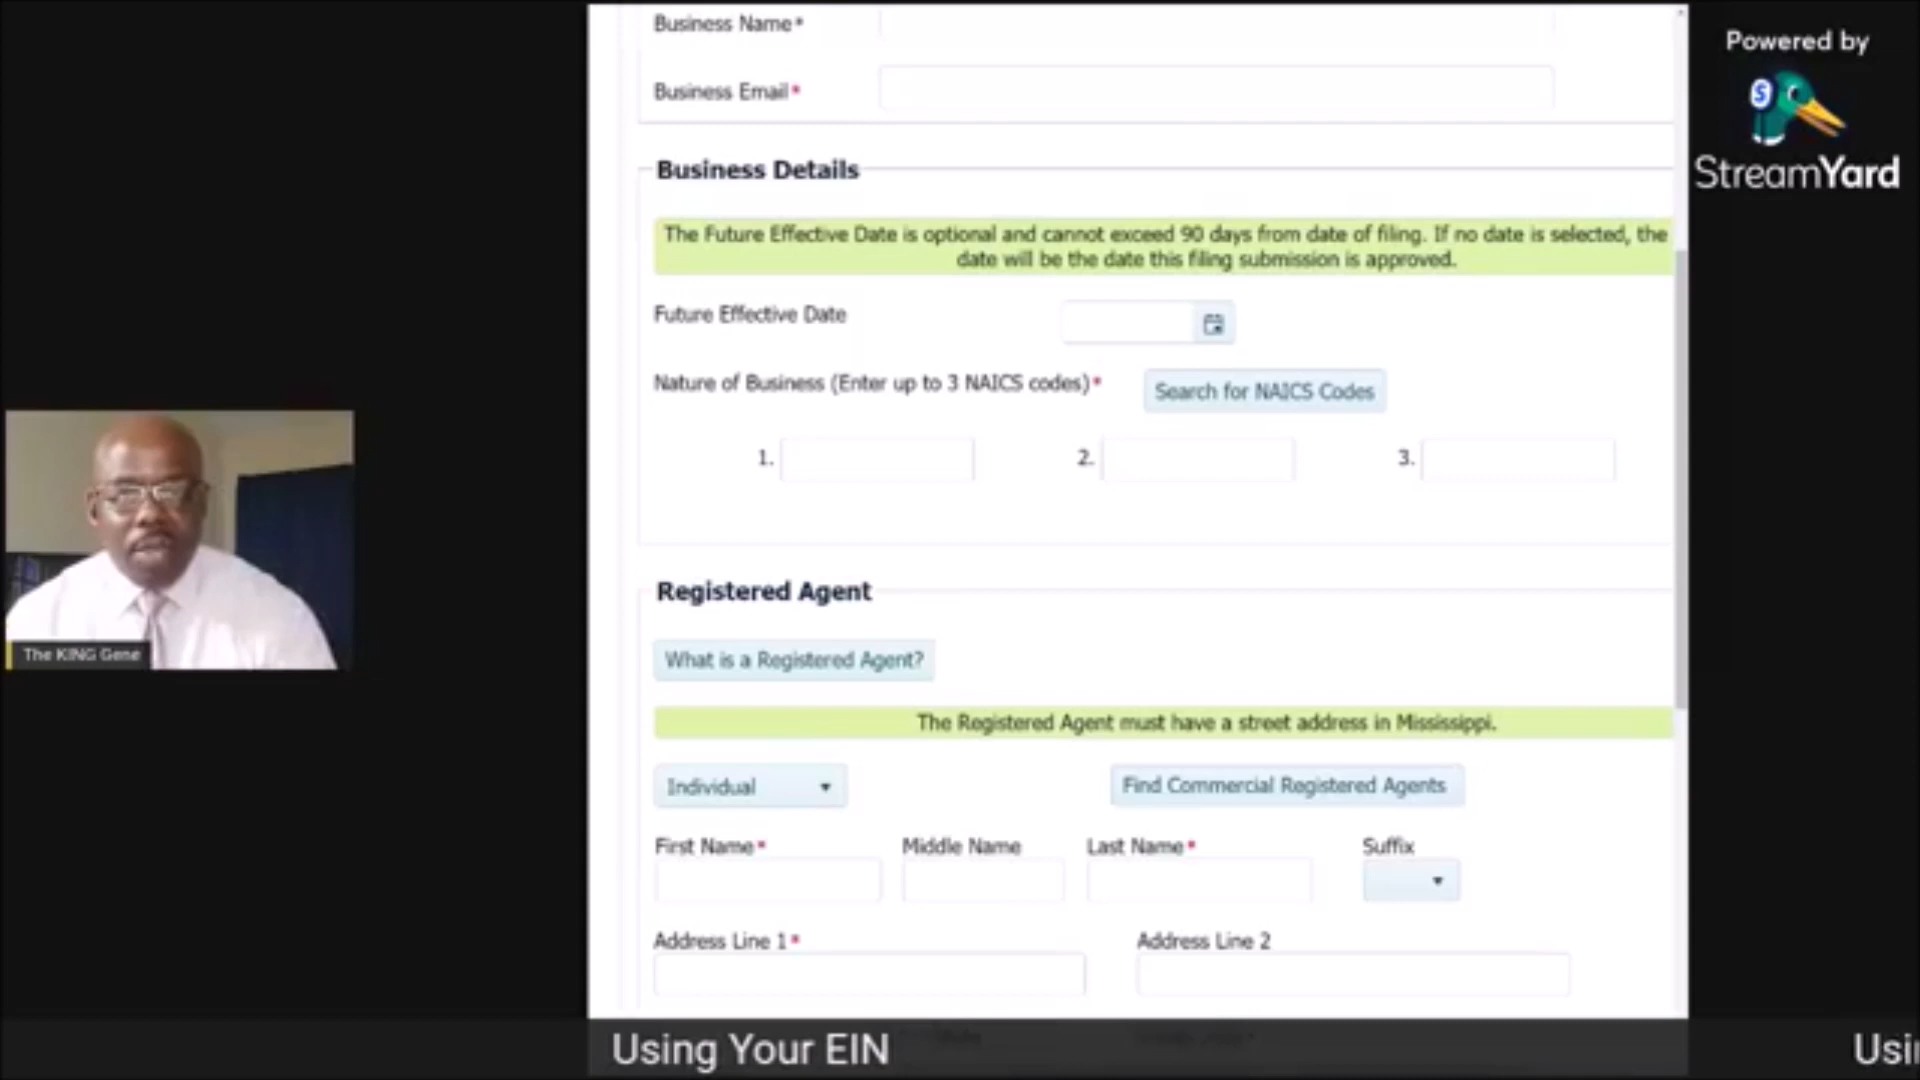 Business Name*
Business Email*
Business Details
The Future Effective Date is optional and cannot exceed 90 days from date of filing. If no date is selected, the
date will be the date this filing submission is approved.
Future Effective Date
Nature of Business (Enter up to 3 NAICS codes)*
Search for NAICS Codes
1.
2.
3.
Registered Agent
What is a Registered Agent?
The Registered Agent must have a street address in Mississippi.
Individual
Find Commercial Registered Agents
First Name*
Middle Name
Last Name*
Suffix
Address Line 1*
Address Line 2
Powered by
S
StreamYard
The KING Gene
Using Your EIN
Usi